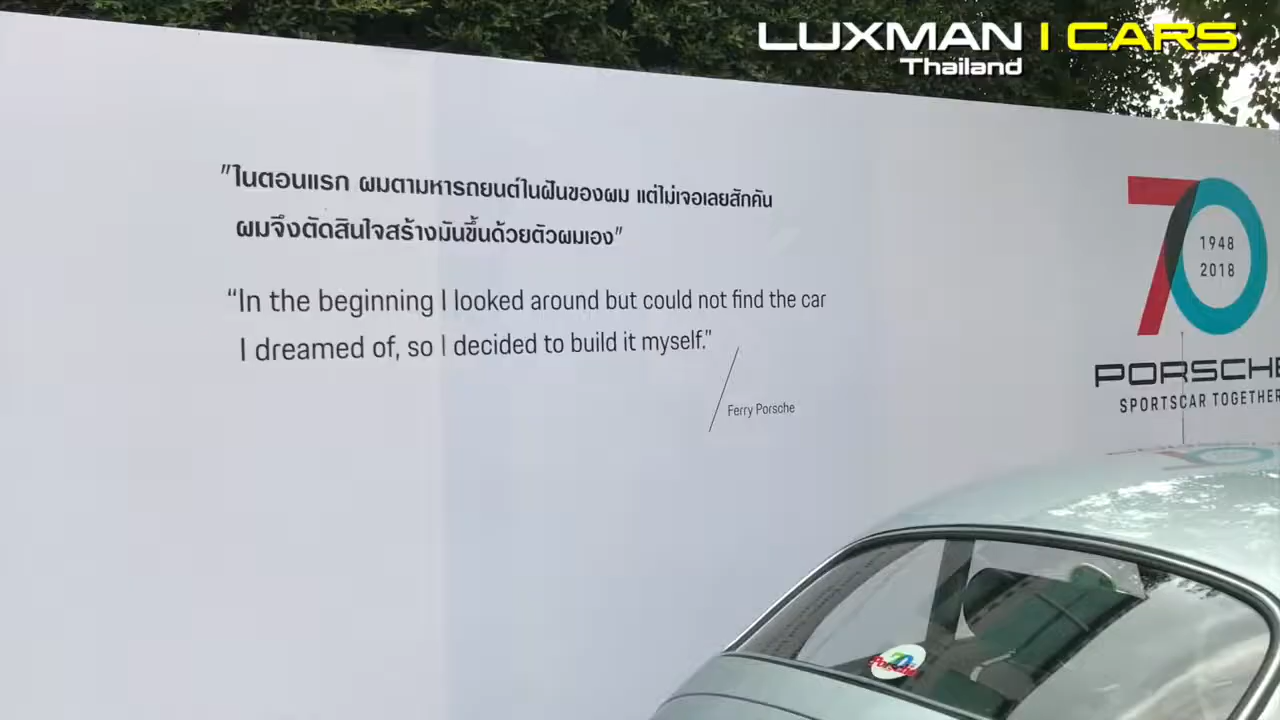 LUXMAN I CARS
Thailand
"ในตอนแรก ผมตามหารถยนต์ในฝันของผม แต่ไม่เจอเลยสักคัน
ผมจึงตัดสินใจสร้างมันขึ้นด้วยตัวผมเอง"
“In the beginning I looked around but could not find the car
I dreamed of, so I decided to build it myself.”
Ferry Porsche
70
1948
2018
PORSCHE
SPORTSCAR TOGETHER
70
Porsche